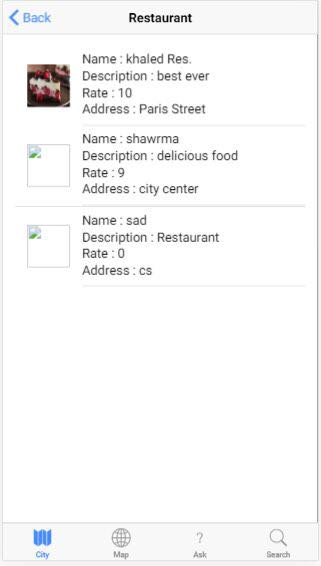 Back
Restaurant
Name : khaled Res.
Description : best ever
Rate : 10
Address : Paris Street
Name : shawrma
Description : delicious food
Rate : 9
Address : city center
Name : sad
Description : Restaurant
Rate : 0
Address : cs
City
Map
? 
Ask
Search